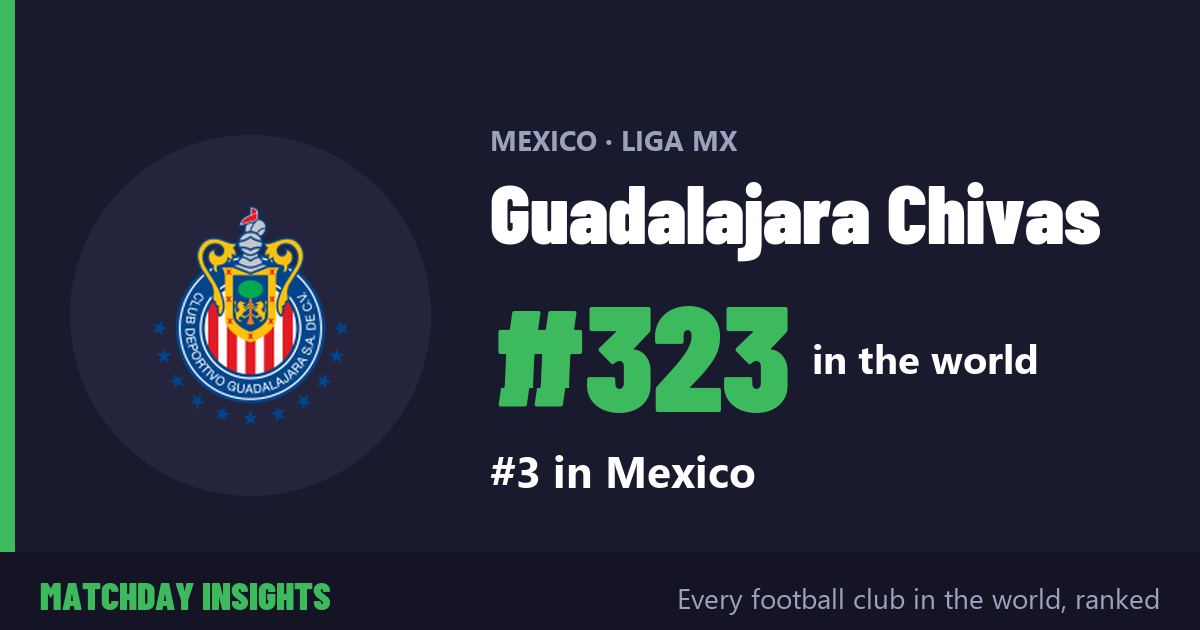 MEXICO · LIGA MX
Guadalajara Chivas
#323 in the world
#3 in Mexico
CLUB DEPORTIVO GUADALAJARA S.A. DE C.V.
MATCHDAY INSIGHTS
Every football club in the world, ranked